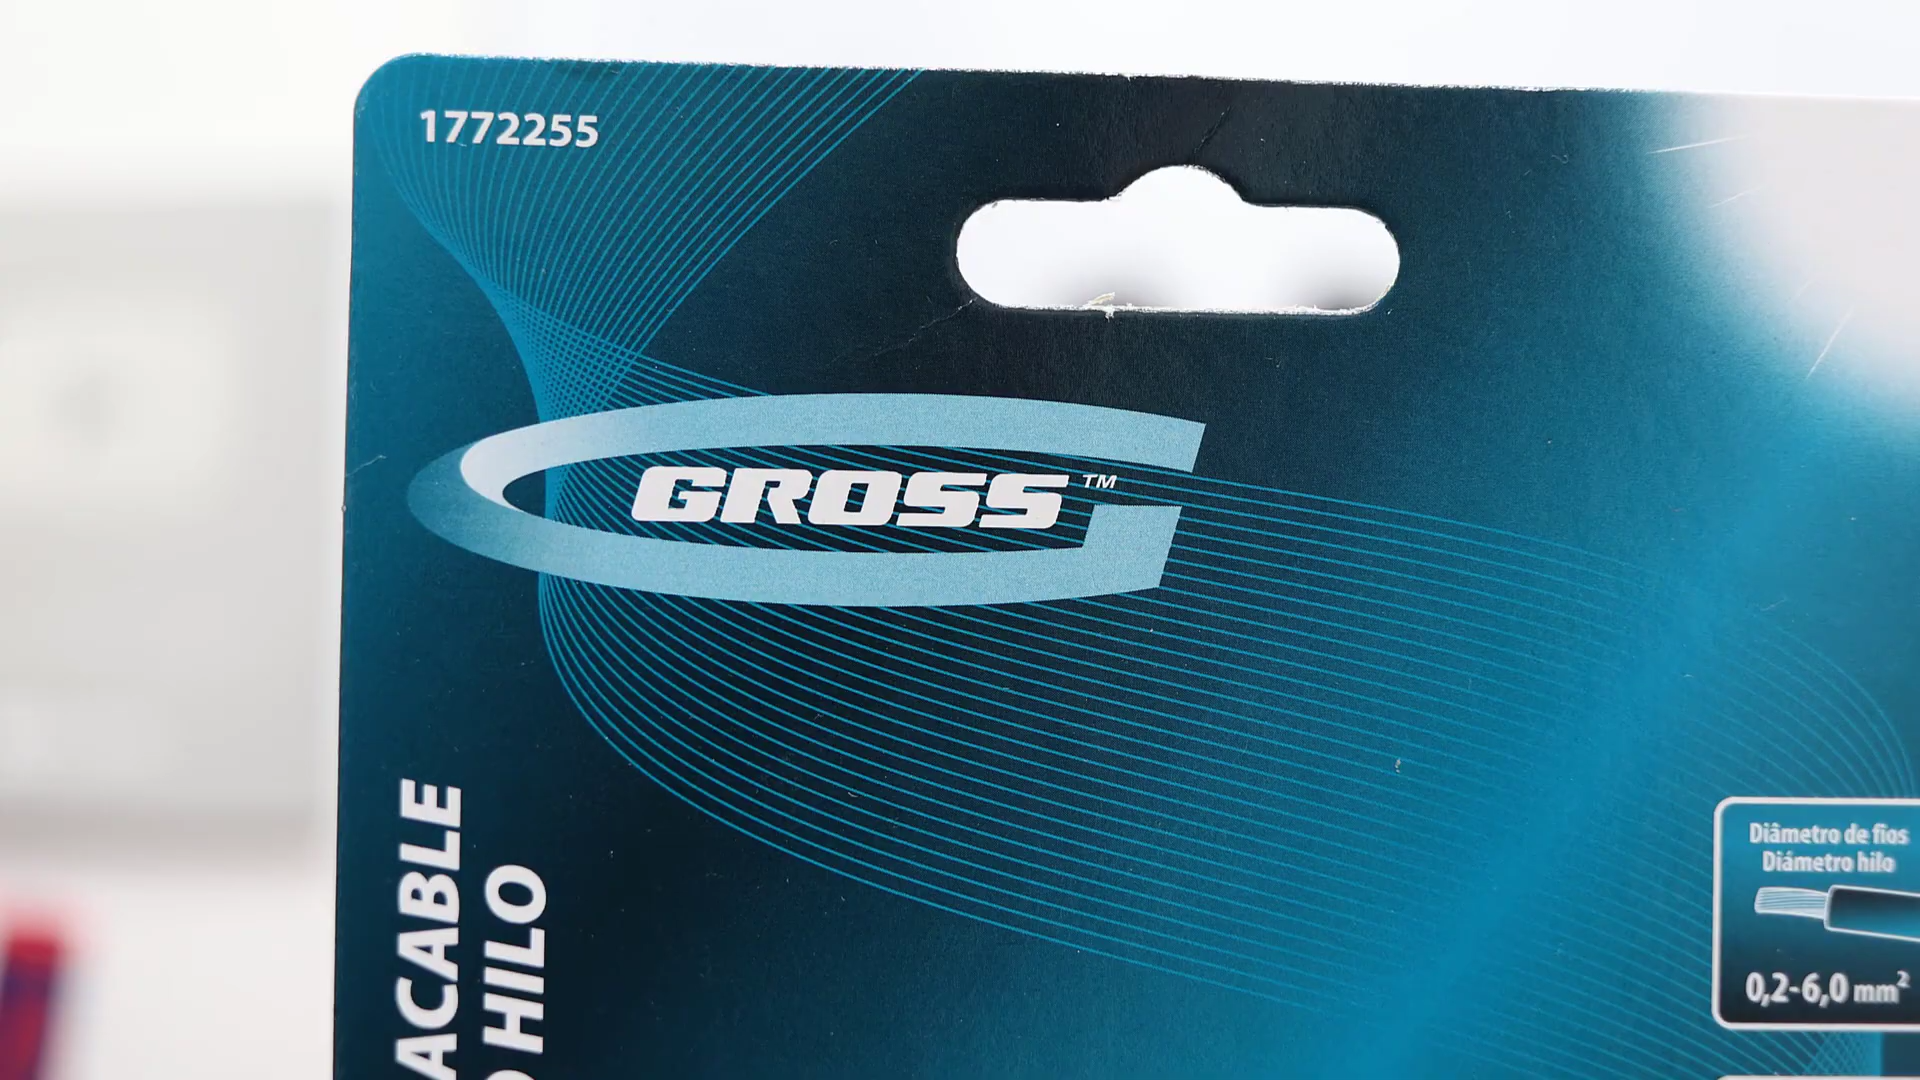 1772255
GROSS™
ACABLE
HILO
Diâmetro de fios
Diámetro hilo
0,2-6,0 mm²